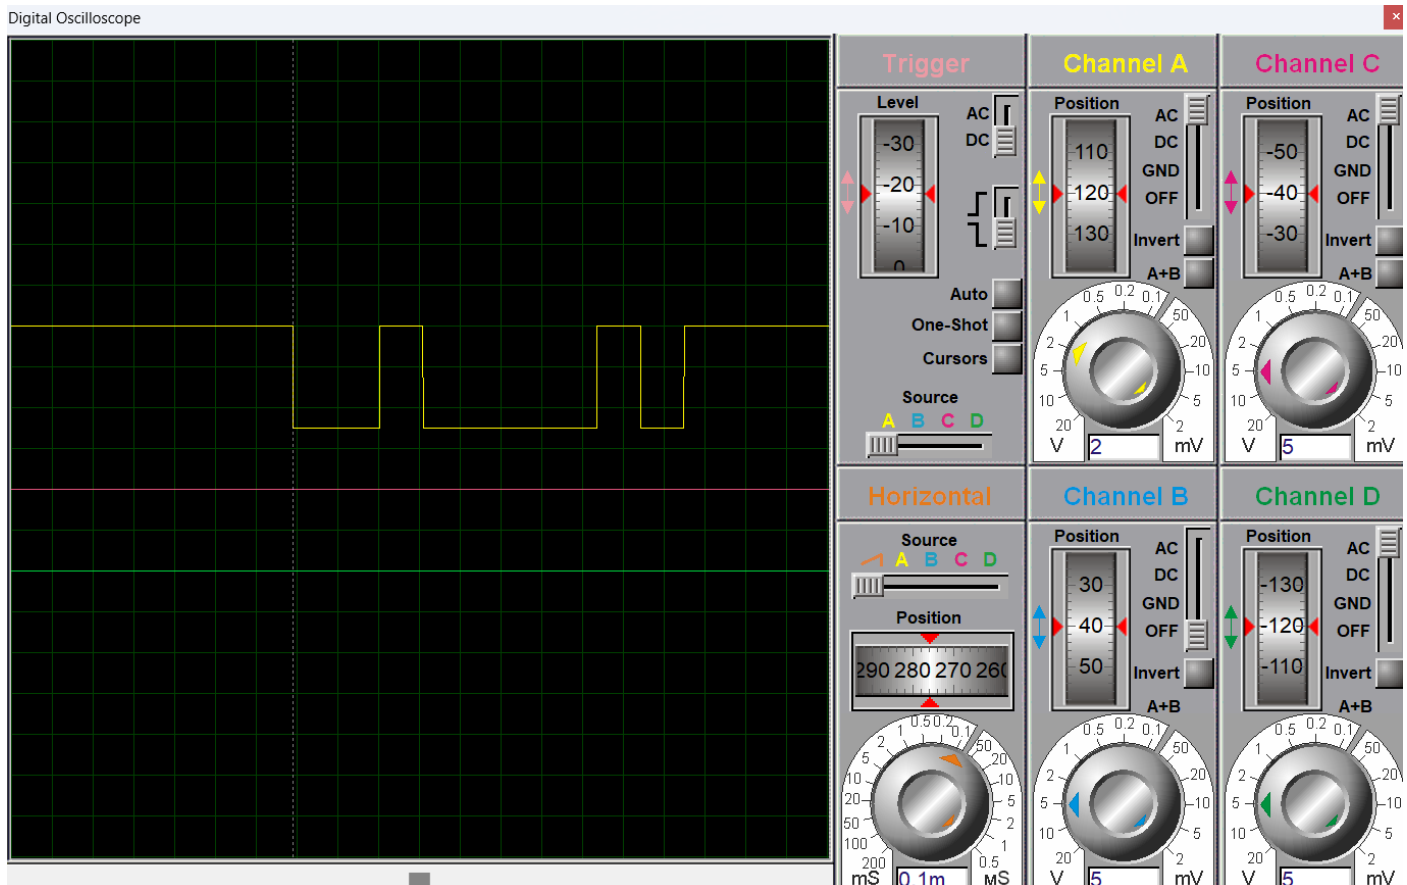 Digital Oscilloscope
×
Trigger
Level
-30
-20
-10
0
AC
DC
Auto
One-Shot
Cursors
Source
A B C D
Channel A
Position
110
120
130
AC
DC
GND
OFF
Invert
A+B
20 10 5 2 1 0.5 0.2 0.1 50 20 10 5 2
V
2
mV
Channel C
Position
-50
-40
-30
AC
DC
GND
OFF
Invert
A+B
20 10 5 2 1 0.5 0.2 0.1 50 20 10 5 2
V
5
mV
Horizontal
Source
A B C D
Position
290 280 270 260
200 100 50 20 10 5 2 1 0.5 0.2 0.1 50 20 10 5 2 1 0.5
mS
0.1m
µS
Channel B
Position
30
40
50
AC
DC
GND
OFF
Invert
A+B
20 10 5 2 1 0.5 0.2 0.1 50 20 10 5 2
V
5
mV
Channel D
Position
-130
-120
-110
AC
DC
GND
OFF
Invert
A+B
20 10 5 2 1 0.5 0.2 0.1 50 20 10 5 2
V
5
mV